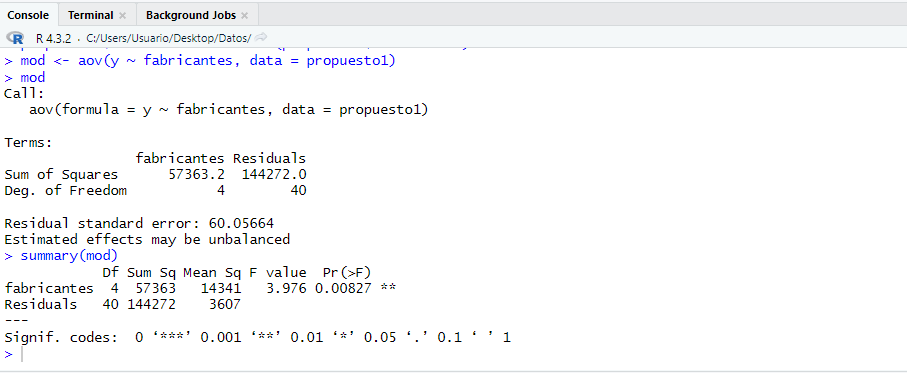 Console Terminal Background Jobs
R 4.3.2 · C:/Users/Usuario/Desktop/Datos/
> mod <- aov(y ~ fabricantes, data = propuesto1)
> mod
Call:
   aov(formula = y ~ fabricantes, data = propuesto1)
Terms:
                fabricantes Residuals
Sum of Squares      57363.2  144272.0
Deg. of Freedom           4        40
Residual standard error: 60.05664
Estimated effects may be unbalanced
> summary(mod)
            Df Sum Sq Mean Sq F value  Pr(>F)
fabricantes  4  57363   14341   3.976 0.00827 **
Residuals   40 144272    3607
---
Signif. codes:  0 ‘***’ 0.001 ‘**’ 0.01 ‘*’ 0.05 ‘.’ 0.1 ‘ ’ 1
>